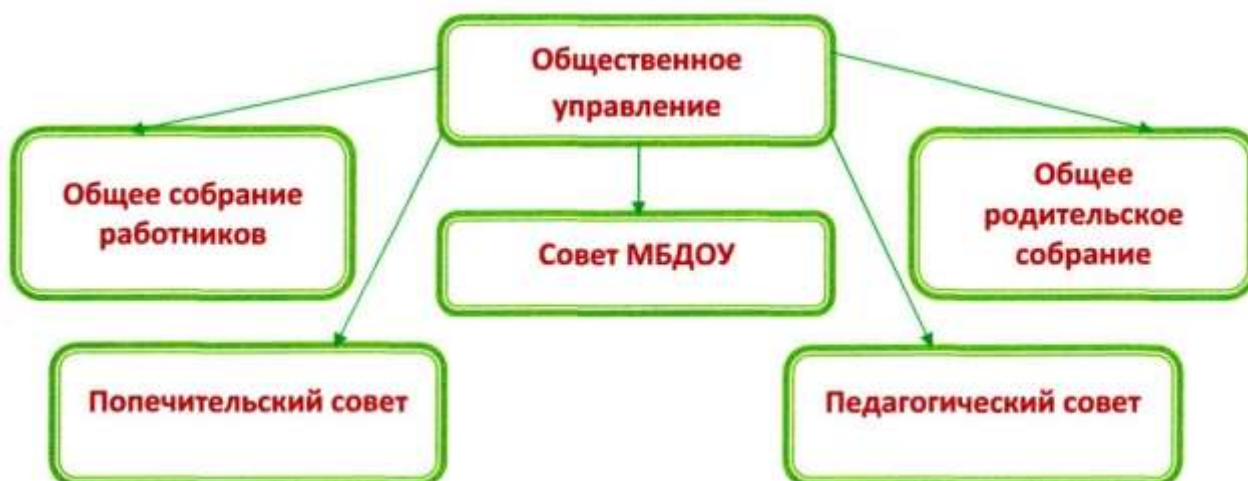 Общественное
управление
Общее собрание
работников
Совет МБДОУ
Общее
родительское
собрание
Попечительский совет
Педагогический совет